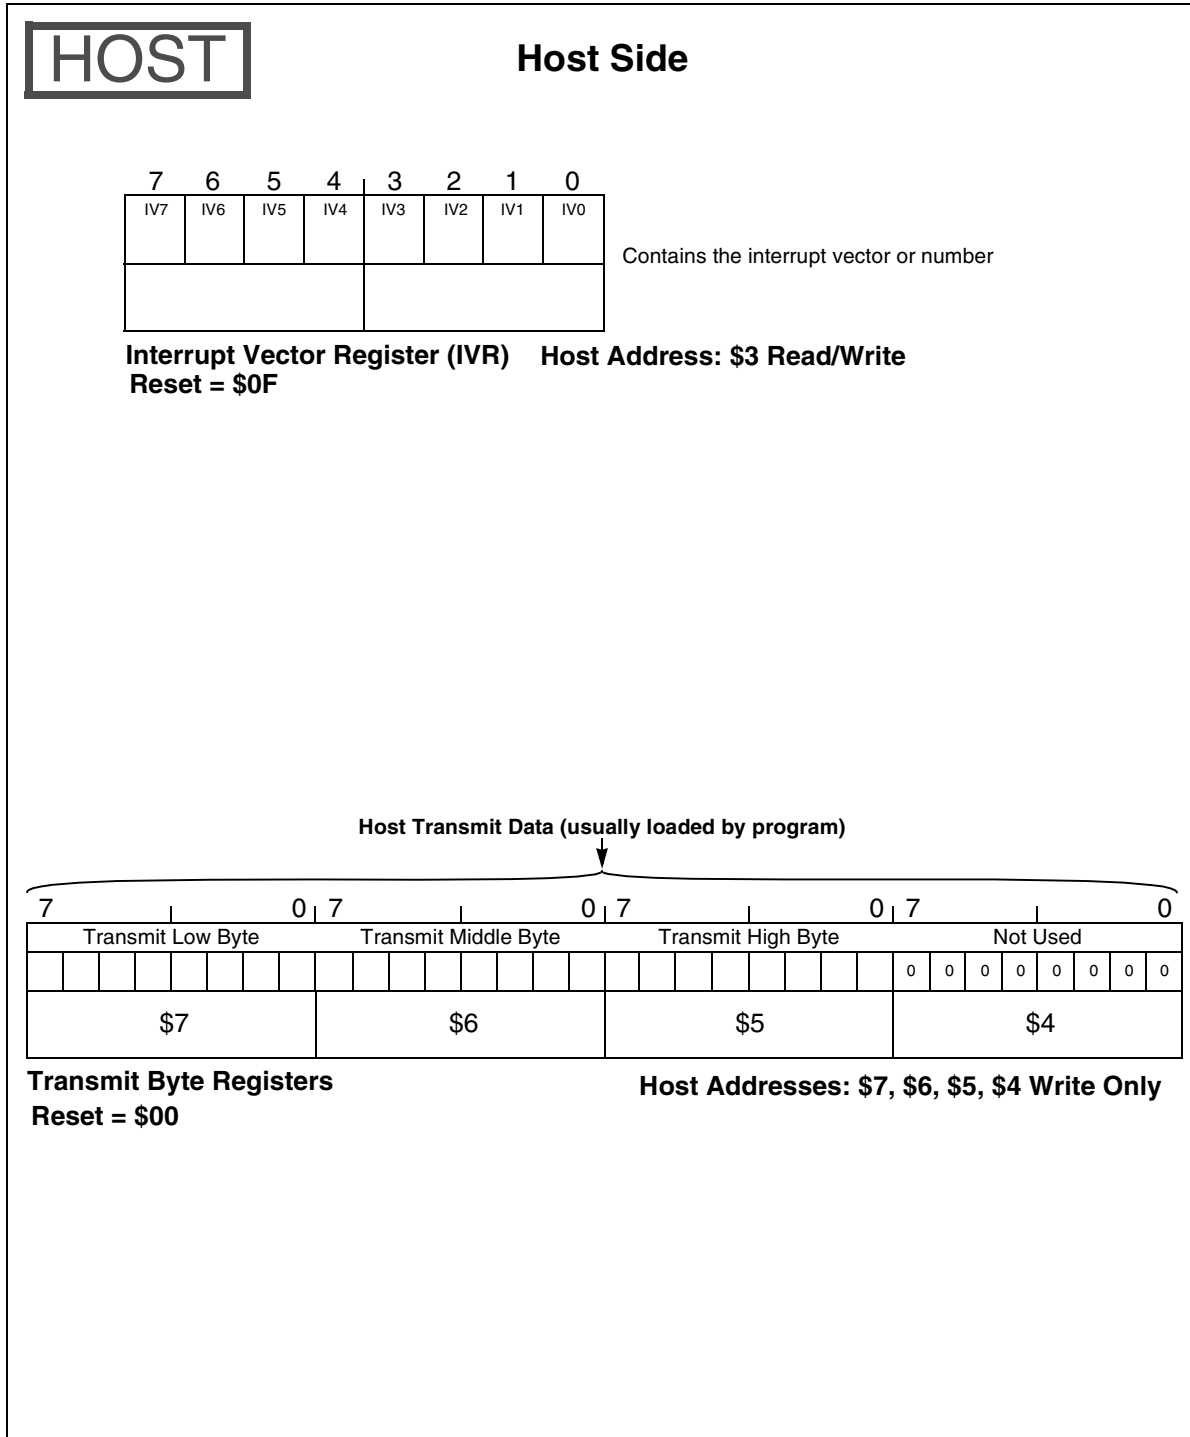 HOST
Host Side
7 6 5 4 3 2 1 0
IV7 IV6 IV5 IV4 IV3 IV2 IV1 IV0
Contains the interrupt vector or number
Interrupt Vector Register (IVR) Host Address: $3 Read/Write
Reset = $0F
Host Transmit Data (usually loaded by program)
7 0 7 0 7 0 7 0
Transmit Low Byte Transmit Middle Byte Transmit High Byte Not Used
0 0 0 0 0 0 0 0
$7 $6 $5 $4
Transmit Byte Registers Host Addresses: $7, $6, $5, $4 Write Only
Reset = $00